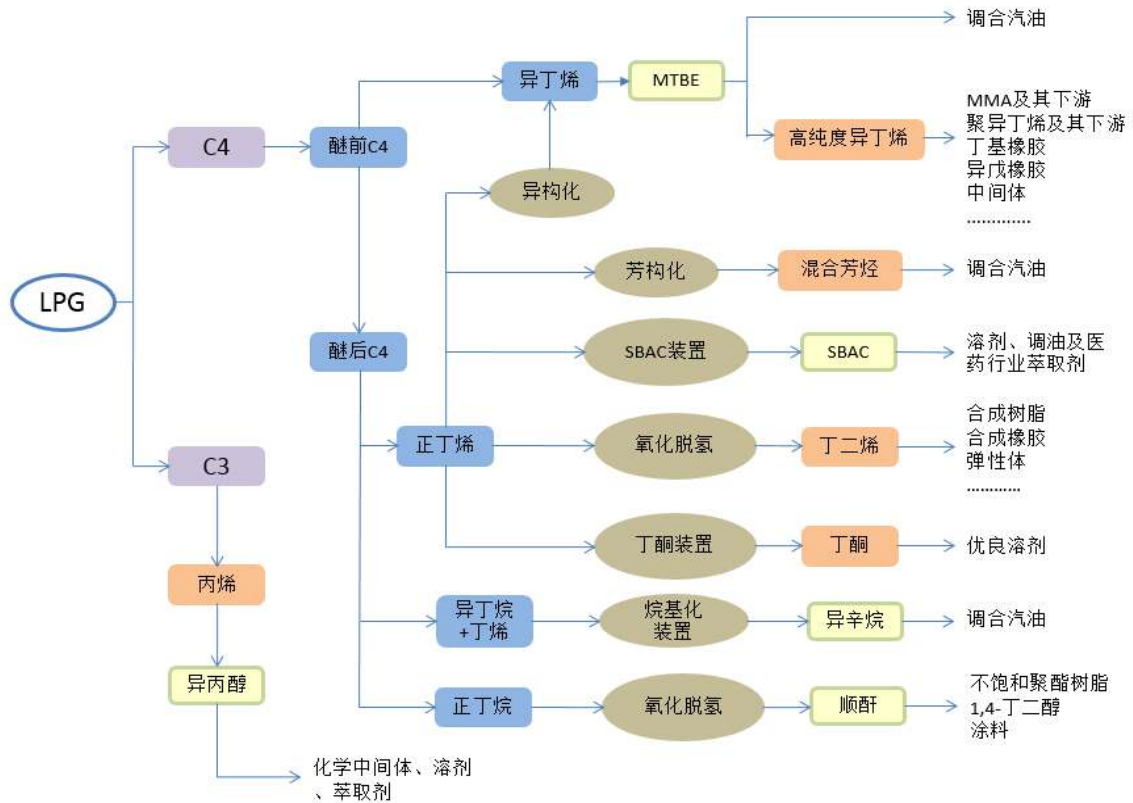 调合汽油
异丁烯
MTBE
MMA及其下游
聚异丁烯及其下游
丁基橡胶
异戊橡胶
中间体
.............
C4
醚前C4
高纯度异丁烯
异构化
芳构化
混合芳烃
调合汽油
LPG
醚后C4
SBAC装置
SBAC
溶剂、调油及医
药行业萃取剂
C3
正丁烯
氧化脱氢
丁二烯
合成树脂
合成橡胶
弹性体
............
丁酮装置
丁酮
优良溶剂
丙烯
异丁烷
+丁烯
烷基化
装置
异辛烷
调合汽油
异丙醇
正丁烷
氧化脱氢
顺酐
不饱和聚酯树脂
1,4-丁二醇
涂料
化学中间体、溶剂
、萃取剂